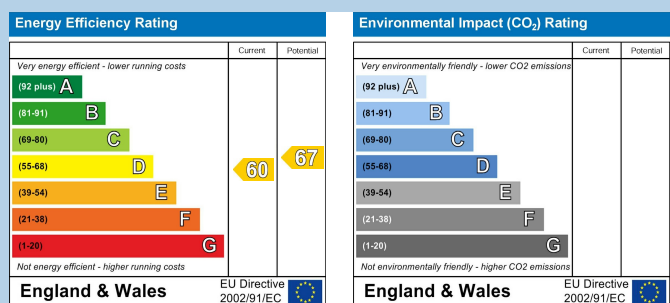 Energy Efficiency Rating
Current Potential
Very energy efficient - lower running costs
(92 plus) A
(81-91) B
(69-80) C
(55-68) D
(39-54) E
(21-38) F
(1-20) G
60
67
Not energy efficient - higher running costs
England & Wales
EU Directive
2002/91/EC
Environmental Impact (CO₂) Rating
Current Potential
Very environmentally friendly - lower CO2 emissions
(92 plus) A
(81-91) B
(69-80) C
(55-68) D
(39-54) E
(21-38) F
(1-20) G
Not environmentally friendly - higher CO2 emissions
England & Wales
EU Directive
2002/91/EC